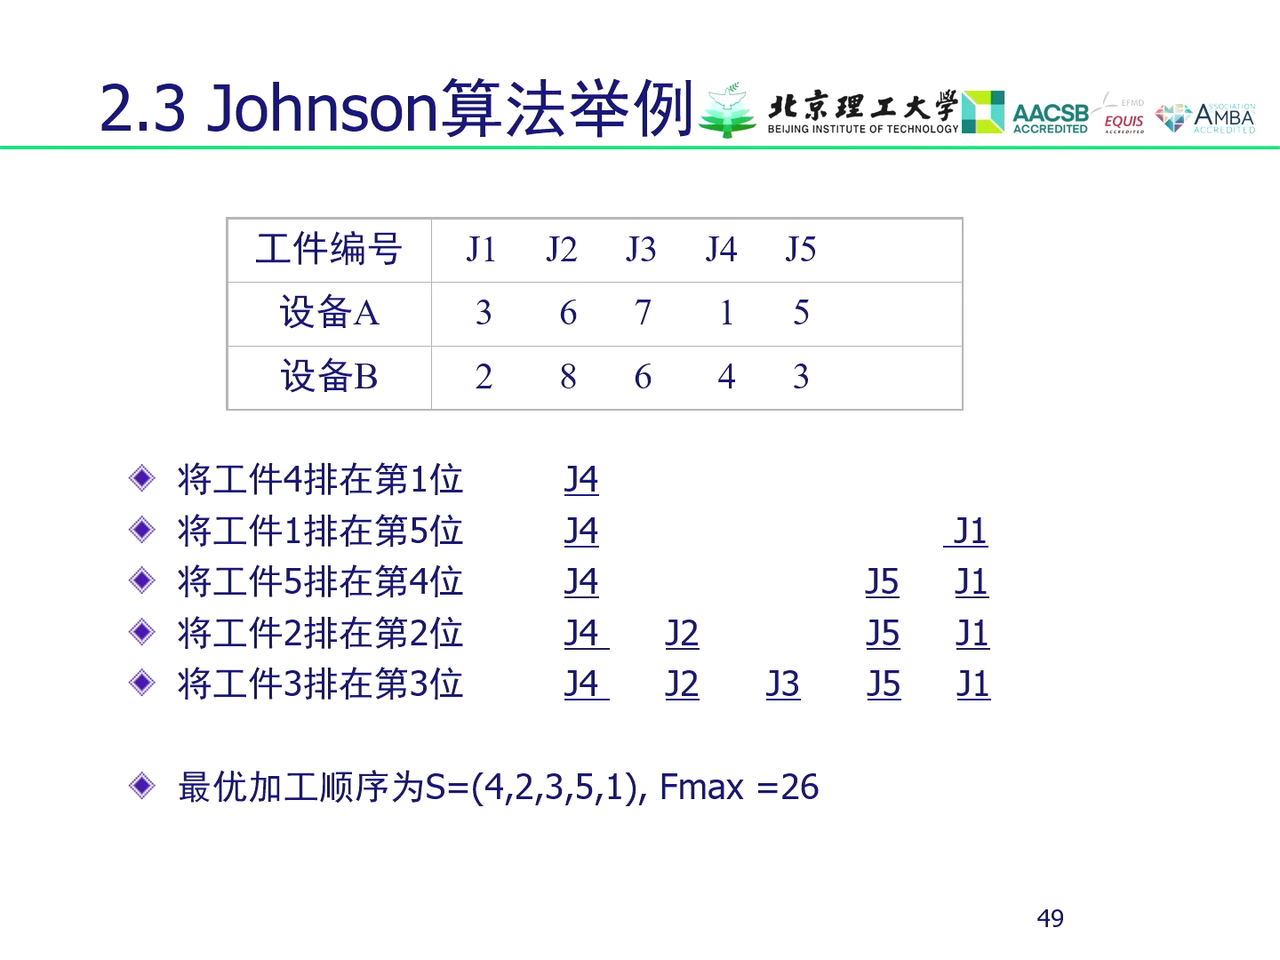 2.3 Johnson算法举例
北京理工大学
BEIJING INSTITUTE OF TECHNOLOGY
AACSB
ACCREDITED
EFMD
EQUIS
ACCREDITED
ASSOCIATION
AMBA
ACCREDITED
工件编号 J1 J2 J3 J4 J5
设备A 3 6 7 1 5
设备B 2 8 6 4 3
将工件4排在第1位 J4
将工件1排在第5位 J4 J1
将工件5排在第4位 J4 J5 J1
将工件2排在第2位 J4 J2 J5 J1
将工件3排在第3位 J4 J2 J3 J5 J1
最优加工顺序为S=(4,2,3,5,1), Fmax =26
49